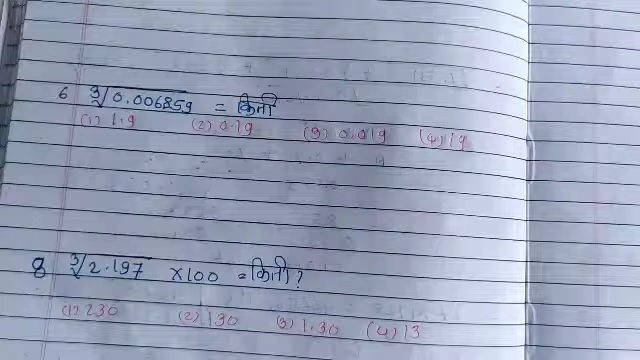 6 ∛0.006859 = किती
(1) 1.9 (2) 0.19 (3) 0.019 (4) 19
8 ∛2.197 ×100 = किती?
(1) 230 (2) 130 (3) 1.30 (4) 13